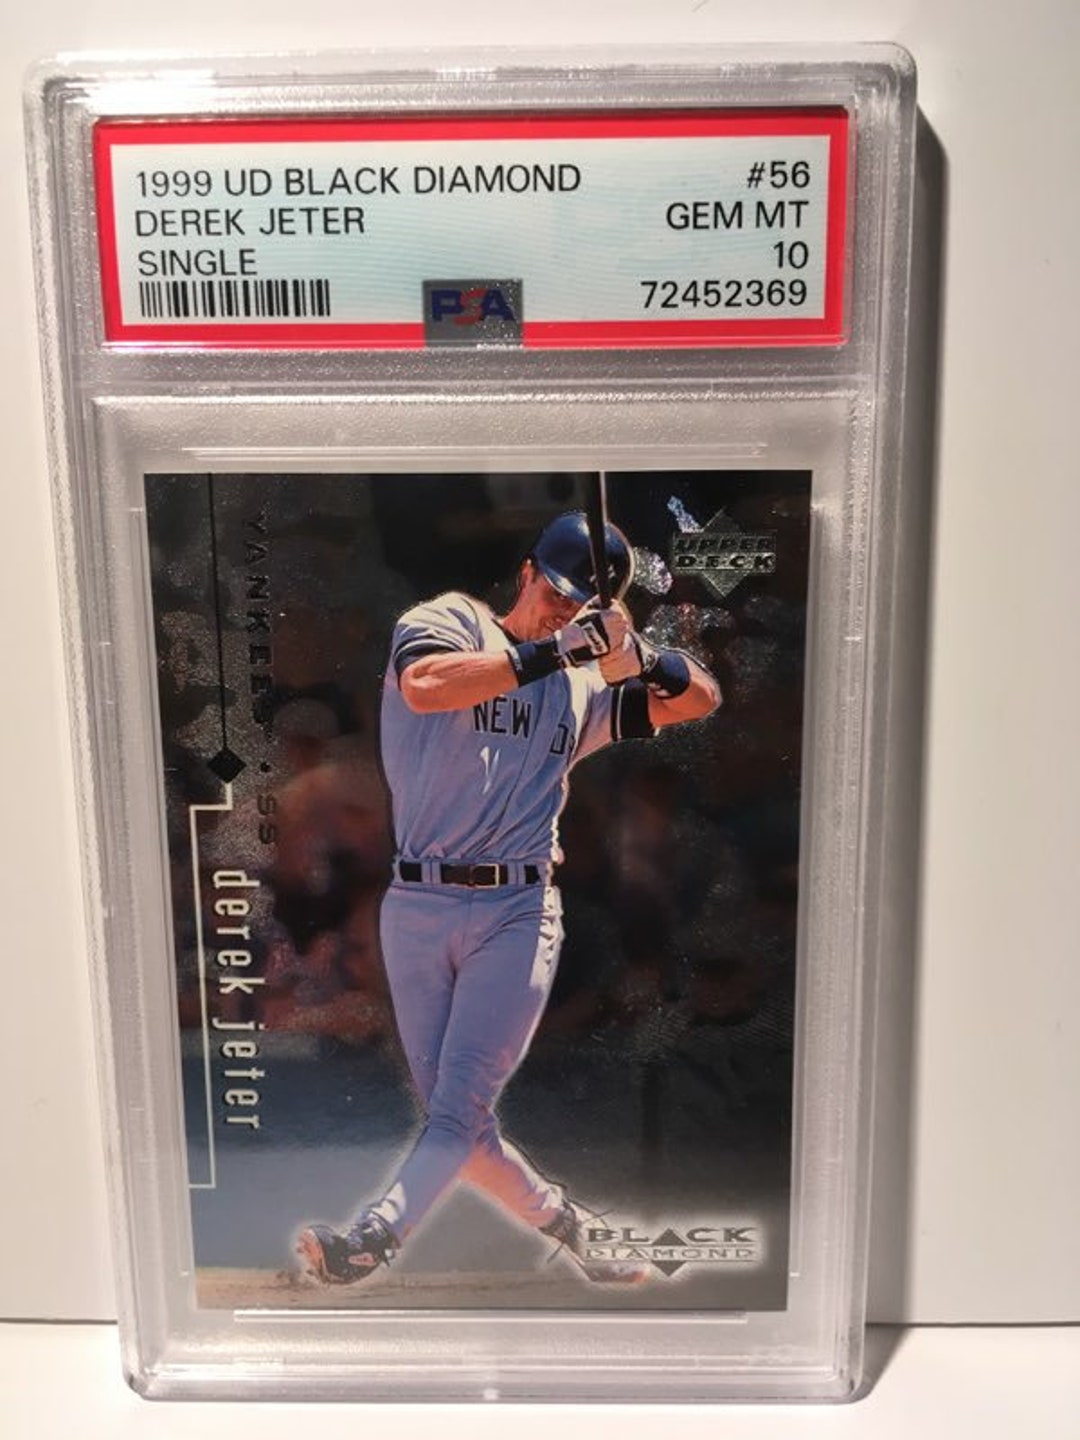 1999 UD BLACK DIAMOND #56
DEREK JETER GEM MT
SINGLE 10
PSA 72452369
UPPER
DECK
YANKEES • SS
derek jeter
NEW
BLACK
DIAMOND